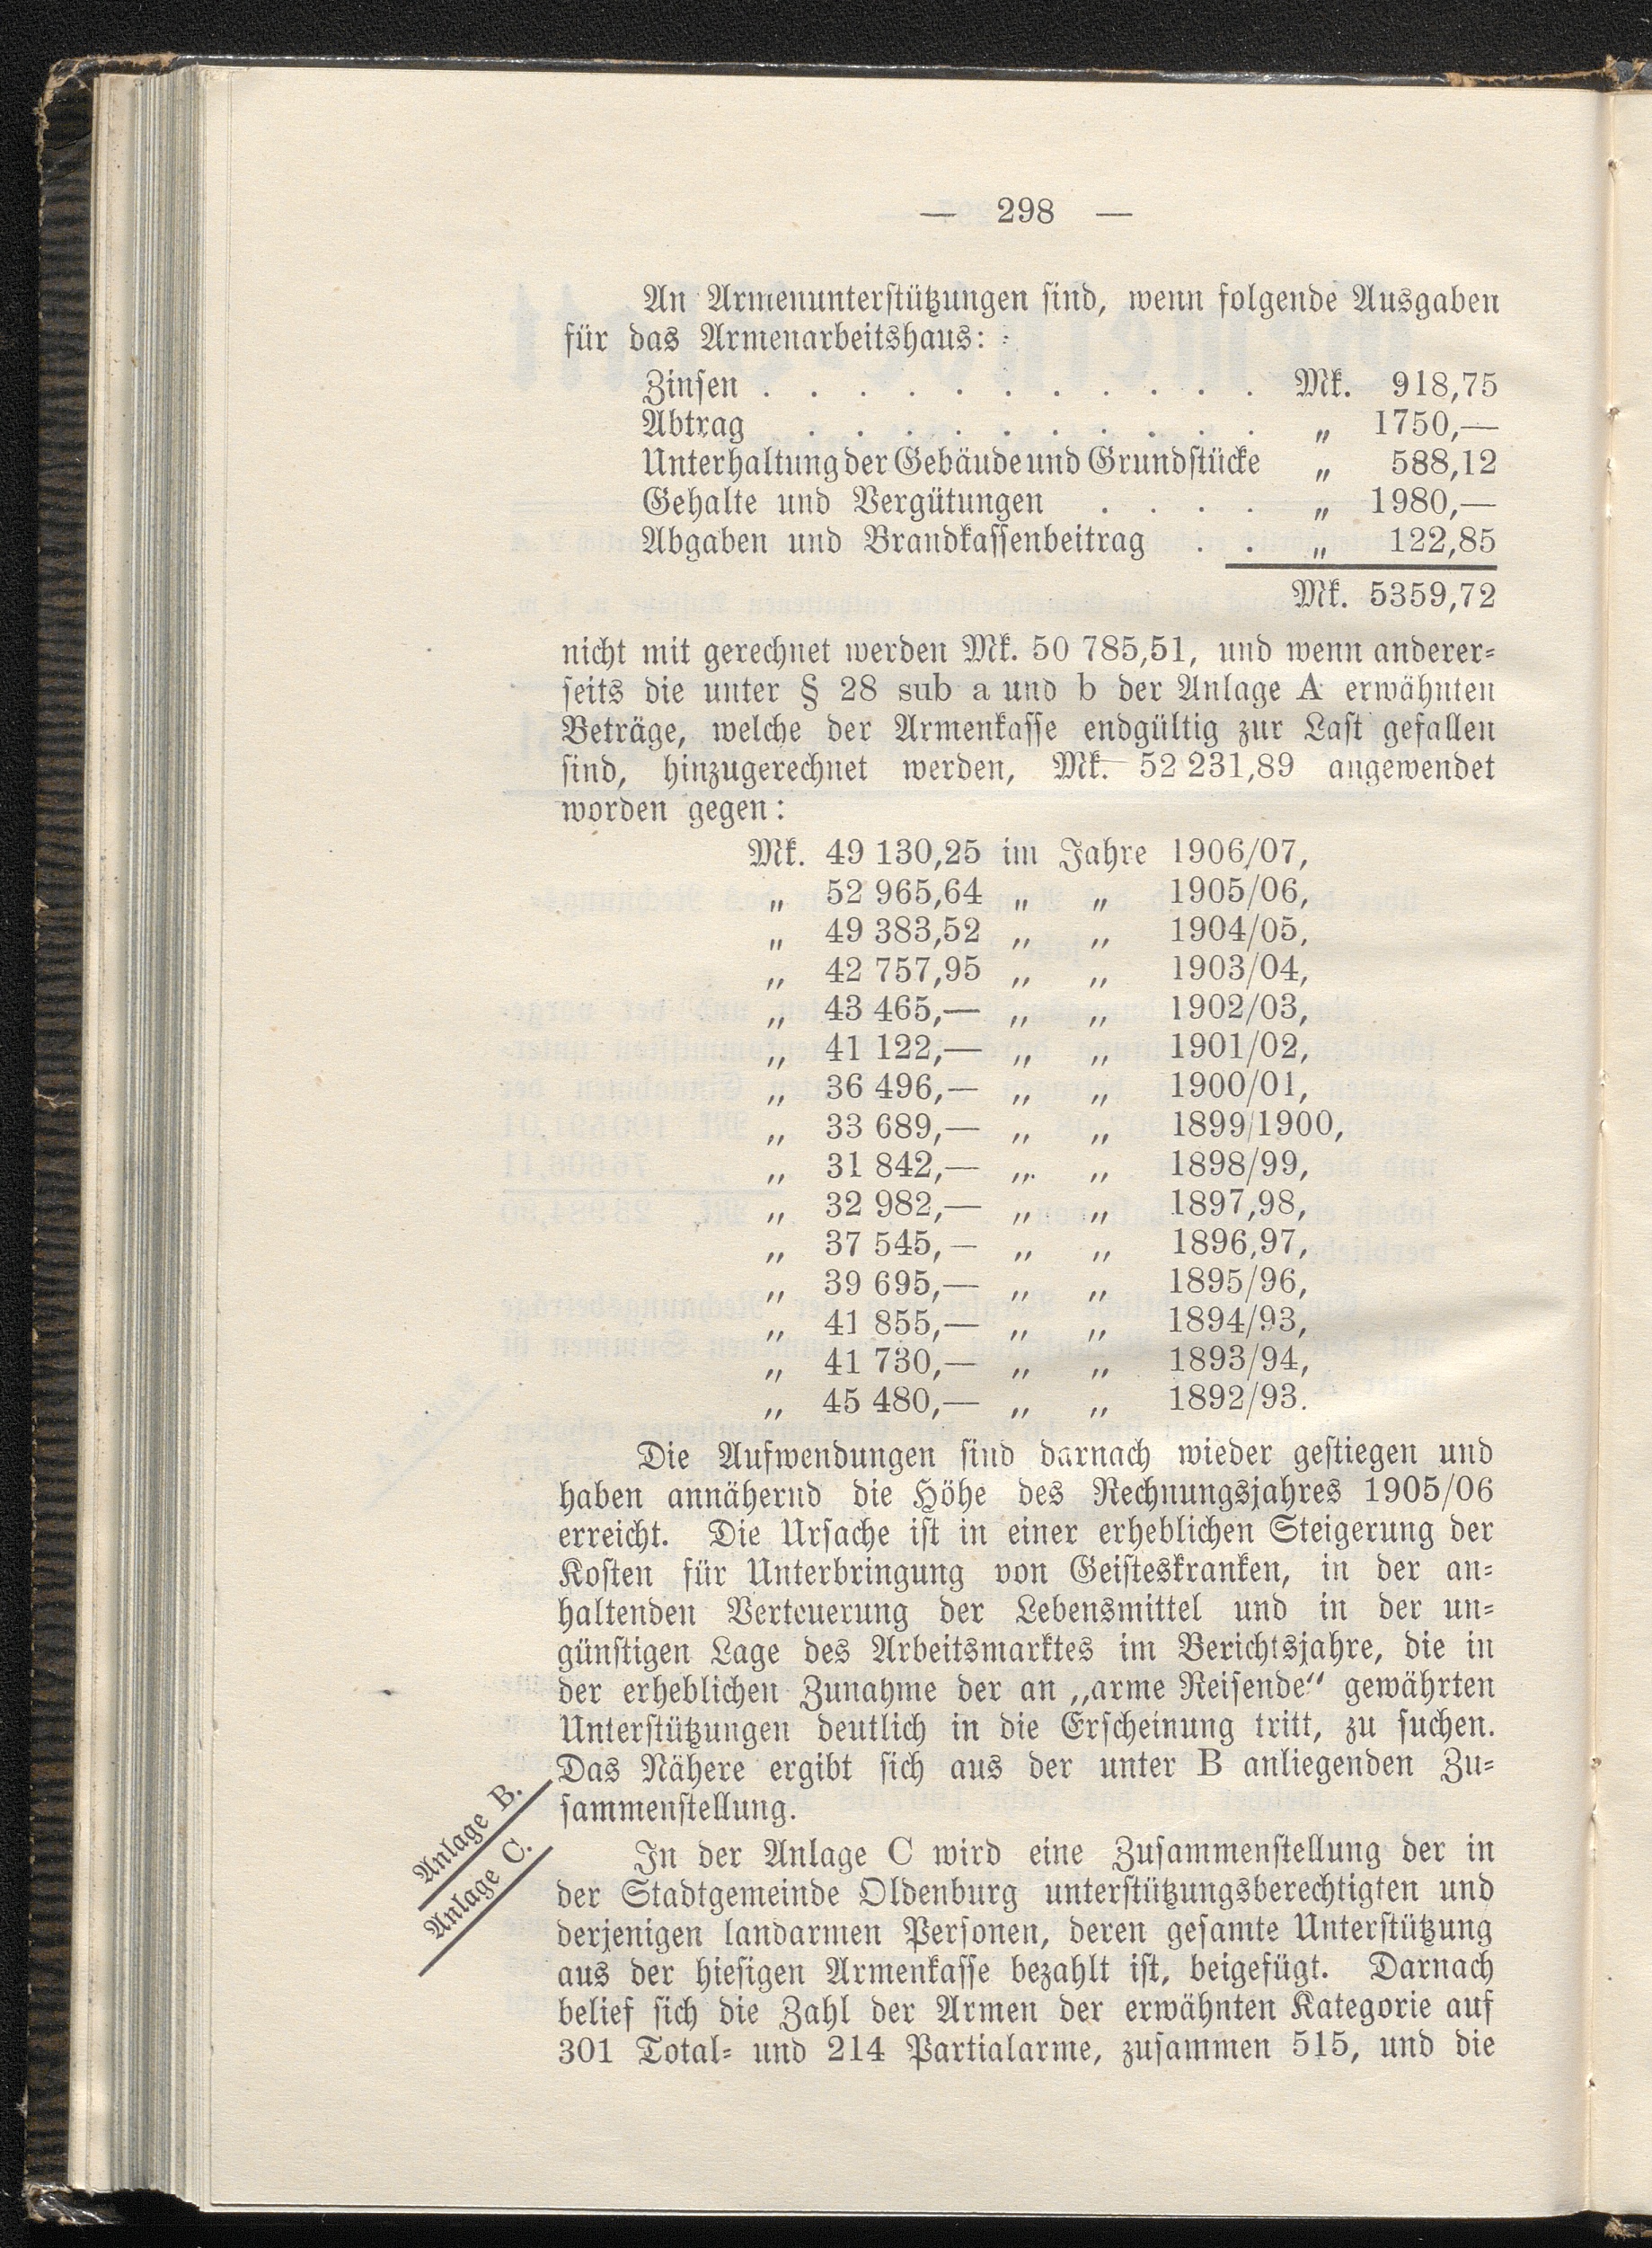 — 298 —
An Armenunterstützungen sind, wenn folgende Ausgaben
für das Armenarbeitshaus:
Zinsen . . . . . . . . . . . Mk. 918,75
Abtrag . . . . . . . . . . „ 1750,—
Unterhaltung der Gebäude und Grundstücke „ 588,12
Gehalte und Vergütungen . . . . „ 1980,—
Abgaben und Brandkassenbeitrag . . „ 122,85
Mk. 5359,72
nicht mit gerechnet werden Mk. 50 785,51, und wenn anderer-
seits die unter § 28 sub a und b der Anlage A erwähnten
Beträge, welche der Armenkasse endgültig zur Last gefallen
sind, hinzugerechnet werden, Mk. 52 231,89 angewendet
worden gegen:
Mk. 49 130,25 im Jahre 1906/07,
„ 52 965,64 „ „ 1905/06,
„ 49 383,52 „ „ 1904/05,
„ 42 757,95 „ „ 1903/04,
„ 43 465,— „ „ 1902/03,
„ 41 122,— „ „ 1901/02,
„ 36 496,— „ „ 1900/01,
„ 33 689,— „ „ 1899/1900,
„ 31 842,— „ „ 1898/99,
„ 32 982,— „ „ 1897,98,
„ 37 545,— „ „ 1896,97,
„ 39 695,— „ „ 1895/96,
„ 41 855,— „ „ 1894/93,
„ 41 730,— „ „ 1893/94,
„ 45 480,— „ „ 1892/93.
Die Aufwendungen sind darnach wieder gestiegen und
haben annähernd die Höhe des Rechnungsjahres 1905/06
erreicht. Die Ursache ist in einer erheblichen Steigerung der
Kosten für Unterbringung von Geisteskranken, in der an-
haltenden Verteuerung der Lebensmittel und in der un-
günstigen Lage des Arbeitsmarktes im Berichtsjahre, die in
der erheblichen Zunahme der an „arme Reisende“ gewährten
Unterstützungen deutlich in die Erscheinung tritt, zu suchen.
Das Nähere ergibt sich aus der unter B anliegenden Zu-
sammenstellung.
Anlage B.
Anlage C.
In der Anlage C wird eine Zusammenstellung der in
der Stadtgemeinde Oldenburg unterstützungsberechtigten und
derjenigen landarmen Personen, deren gesamte Unterstützung
aus der hiesigen Armenkasse bezahlt ist, beigefügt. Darnach
belief sich die Zahl der Armen der erwähnten Kategorie auf
301 Total- und 214 Partialarme, zusammen 515, und die